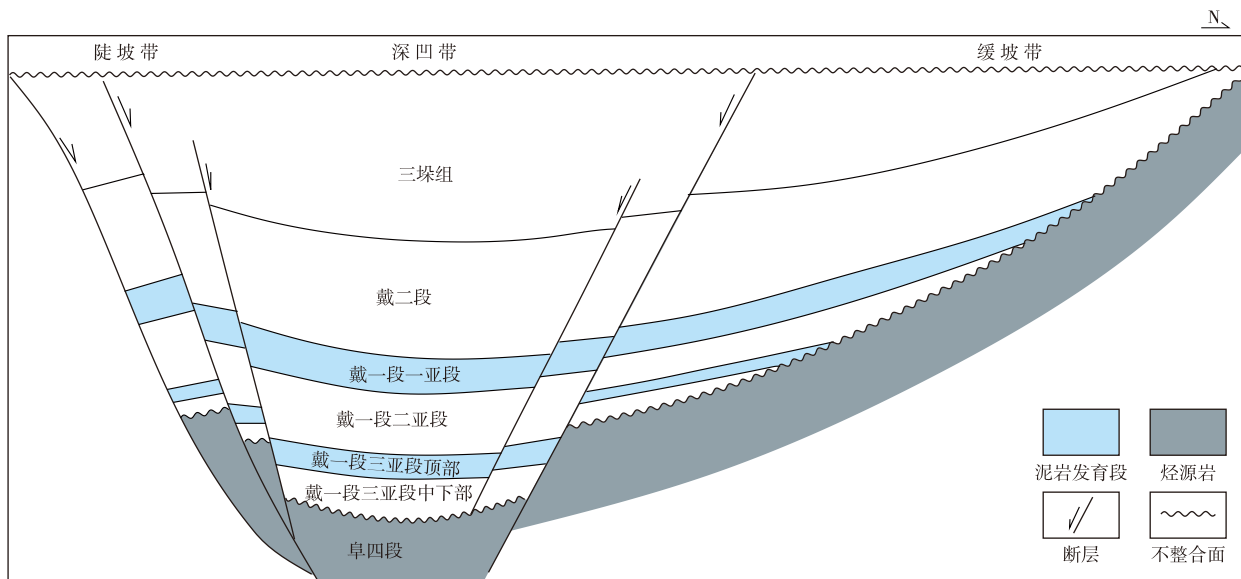 N
陡坡带
深凹带
缓坡带
三垛组
戴二段
戴一段一亚段
戴一段二亚段
戴一段三亚段顶部
戴一段三亚段中下部
阜四段
泥岩发育段
烃源岩
断层
不整合面